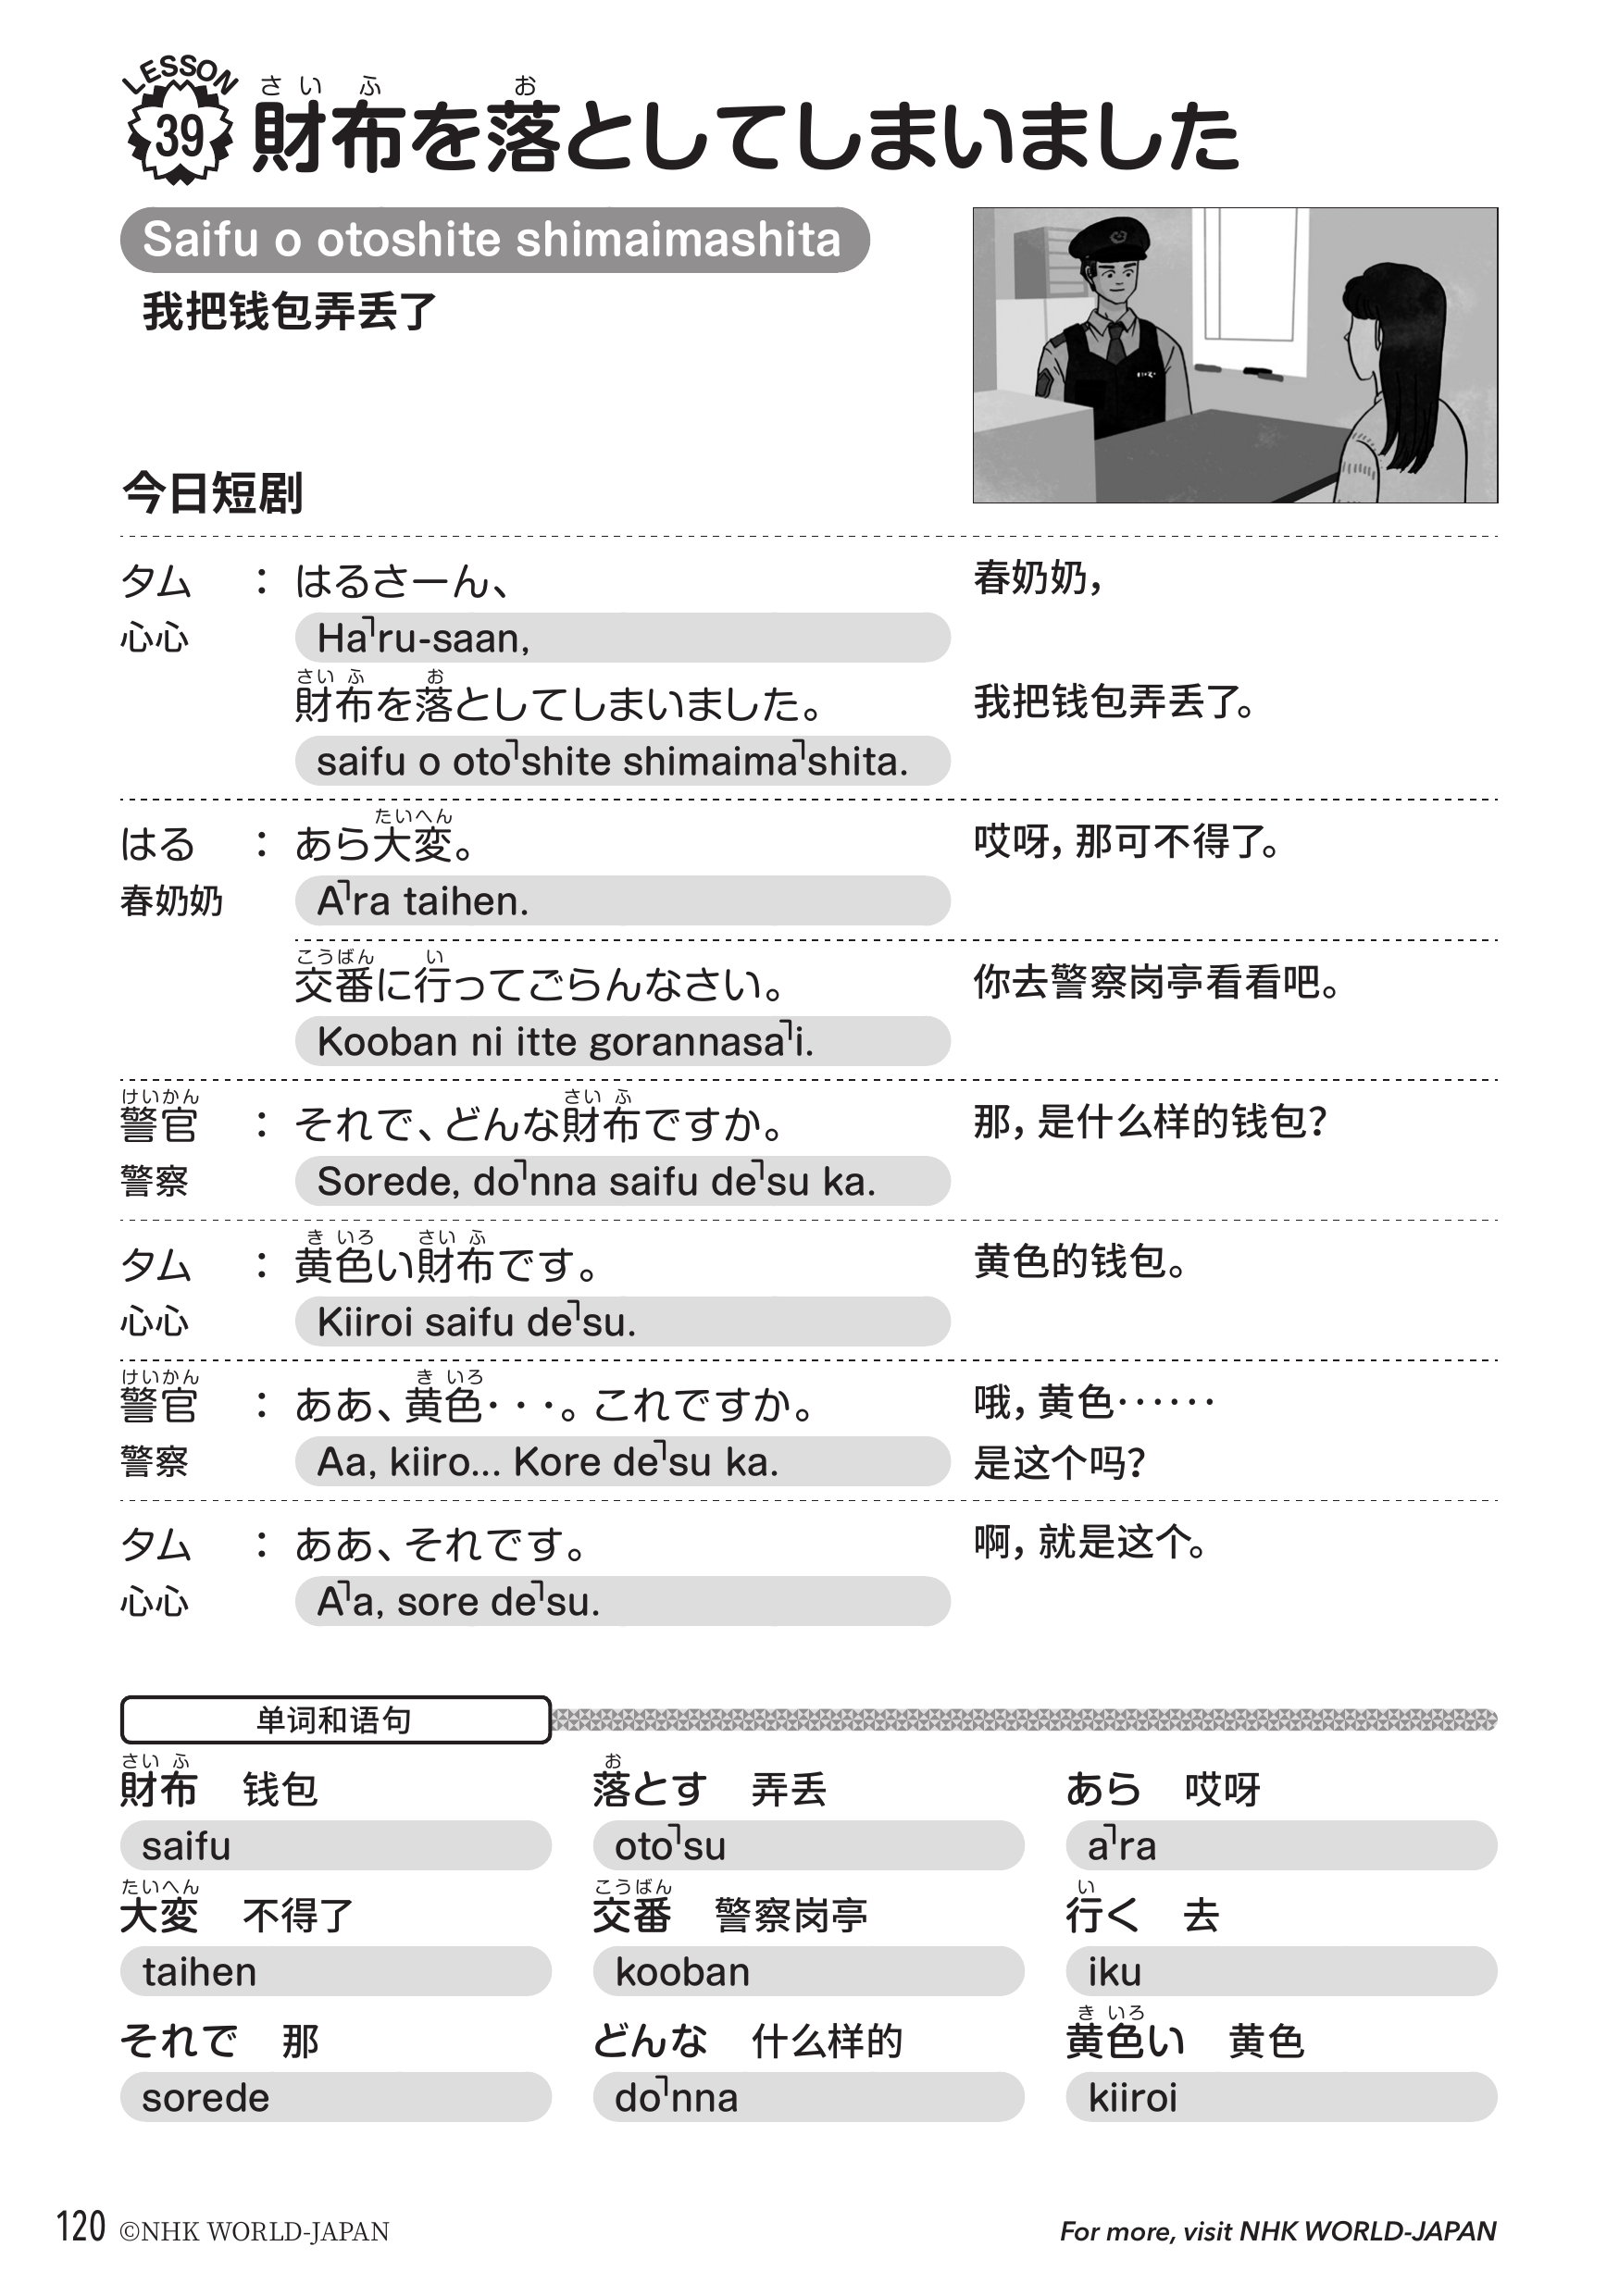 LESSON
39
さいふ お
財布を落としてしまいました
Saifu o otoshite shimaimashita
我把钱包弄丢了
今日短剧
タム : はるさーん、 春奶奶，
心心 Ha˥ru-saan,
さいふ お
財布を落としてしまいました。 我把钱包弄丢了。
saifu o oto˥shite shimaima˥shita.
たいへん
はる : あら大変。 哎呀，那可不得了。
春奶奶 A˥ra taihen.
こうばん い
交番に行ってごらんなさい。 你去警察岗亭看看吧。
Kooban ni itte gorannasa˥i.
けいかん さいふ
警官 : それで、どんな財布ですか。 那，是什么样的钱包？
警察 Sorede, do˥nna saifu de˥su ka.
きいろ さいふ
タム : 黄色い財布です。 黄色的钱包。
心心 Kiiroi saifu de˥su.
けいかん きいろ
警官 : ああ、黄色・・・。これですか。 哦，黄色……
警察 Aa, kiiro... Kore de˥su ka. 是这个吗？
タム : ああ、それです。 啊，就是这个。
心心 A˥a, sore de˥su.
单词和语句
さいふ お
財布 钱包 落とす 弄丢 あら 哎呀
saifu oto˥su a˥ra
たいへん こうばん い
大変 不得了 交番 警察岗亭 行く 去
taihen kooban iku
きいろ
それで 那 どんな 什么样的 黄色い 黄色
sorede do˥nna kiiroi
120 ©NHK WORLD-JAPAN For more, visit NHK WORLD-JAPAN